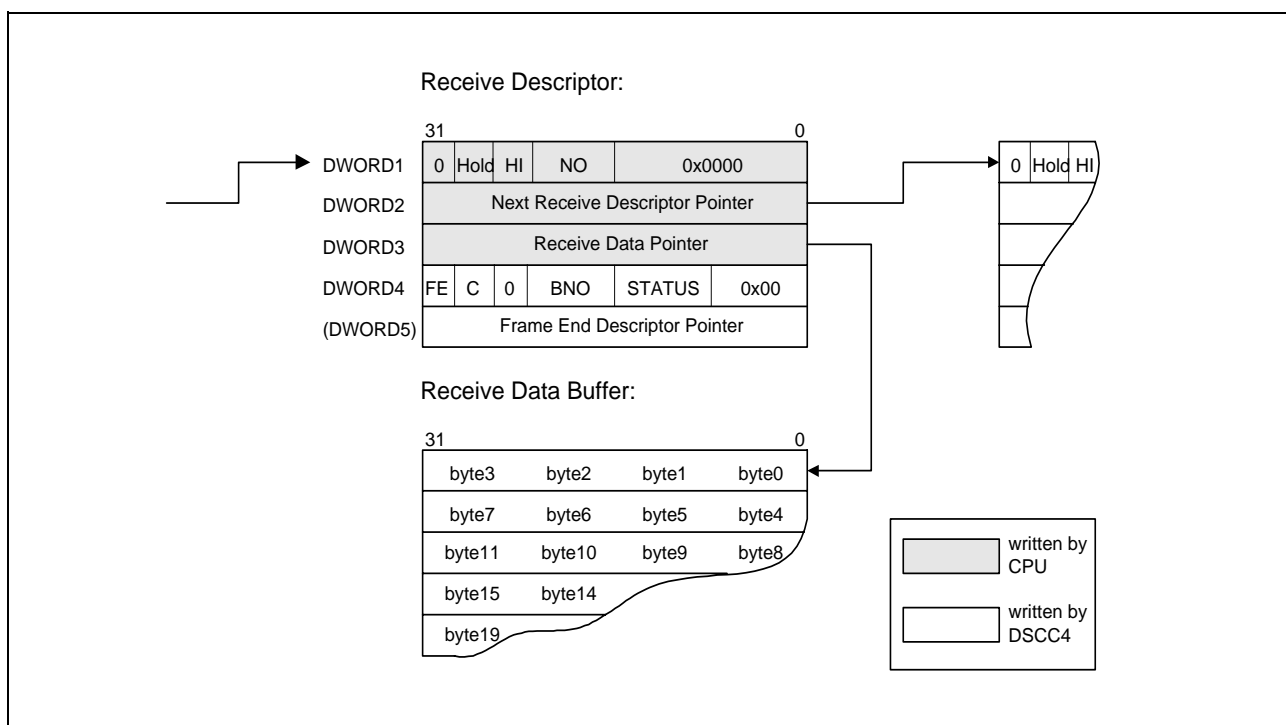 Receive Descriptor:
31 0
DWORD1 0 Hold HI NO 0x0000 0 Hold HI
DWORD2 Next Receive Descriptor Pointer
DWORD3 Receive Data Pointer
DWORD4 FE C 0 BNO STATUS 0x00
(DWORD5) Frame End Descriptor Pointer
Receive Data Buffer:
31 0
byte3 byte2 byte1 byte0
byte7 byte6 byte5 byte4
byte11 byte10 byte9 byte8
byte15 byte14
byte19
written by
CPU
written by
DSCC4